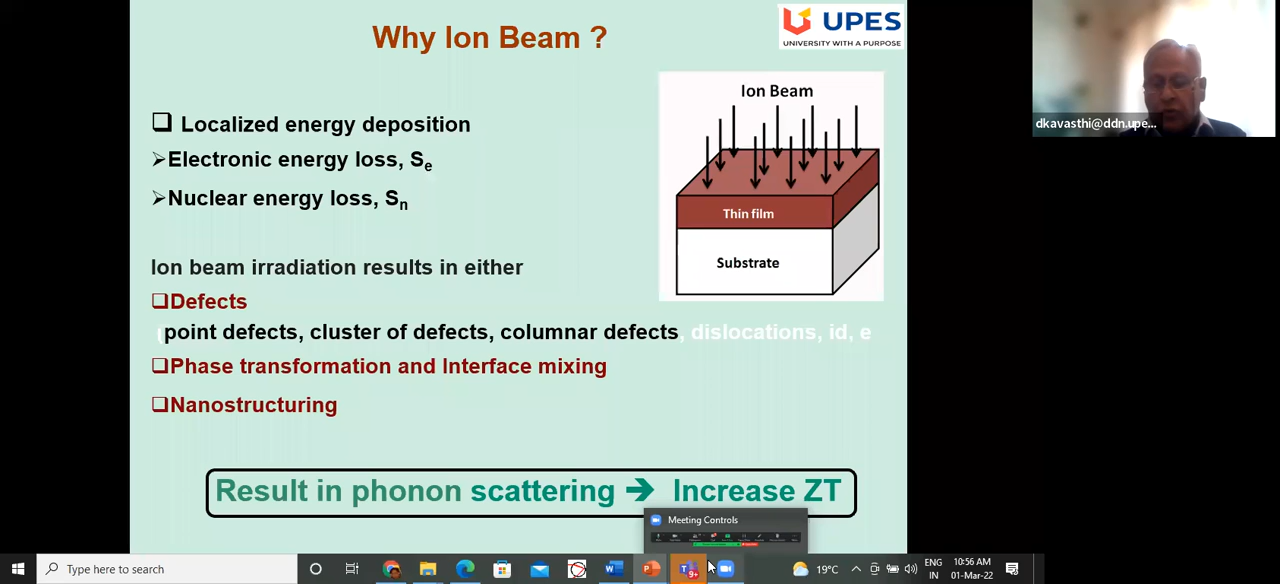 Why Ion Beam ?
UPES
UNIVERSITY WITH A PURPOSE
Localized energy deposition
Electronic energy loss, Se
Nuclear energy loss, Sn
Ion Beam
Thin film
Substrate
Ion beam irradiation results in either
Defects
(point defects, cluster of defects, columnar defects, dislocations, id, e
Phase transformation and Interface mixing
Nanostructuring
Result in phonon scattering ➔ Increase ZT
dkavasthi@ddn.upe...
Meeting Controls
Type here to search
9+
19°C
ENG
IN
10:56 AM
01-Mar-22